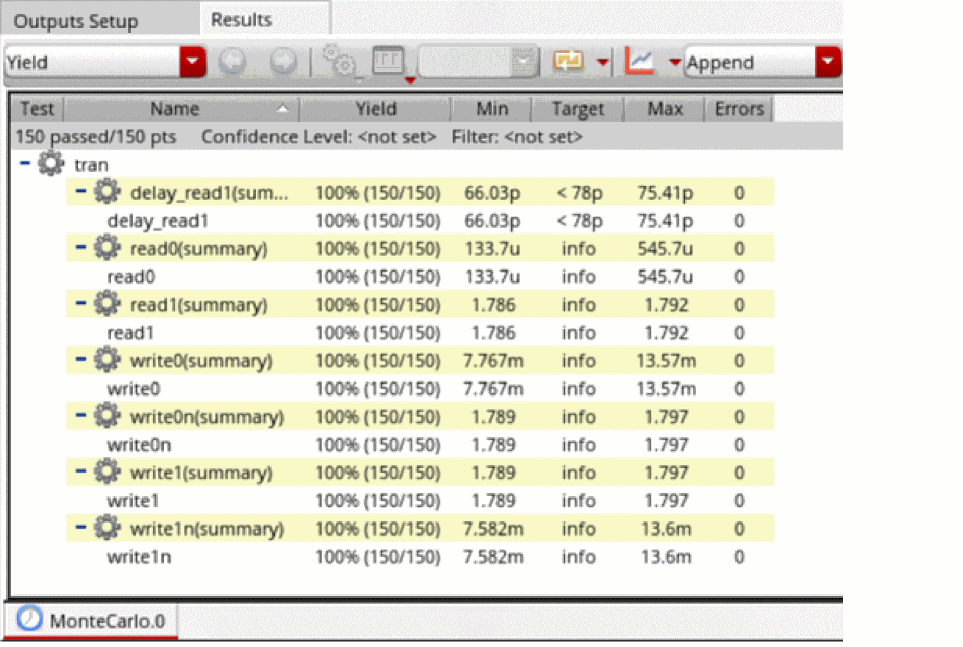 Outputs Setup Results
Yield Append
Test Name Yield Min Target Max Errors
150 passed/150 pts Confidence Level: <not set> Filter: <not set>
tran
delay_read1(sum... 100% (150/150) 66.03p < 78p 75.41p 0
delay_read1 100% (150/150) 66.03p < 78p 75.41p 0
read0(summary) 100% (150/150) 133.7u info 545.7u 0
read0 100% (150/150) 133.7u info 545.7u 0
read1(summary) 100% (150/150) 1.786 info 1.792 0
read1 100% (150/150) 1.786 info 1.792 0
write0(summary) 100% (150/150) 7.767m info 13.57m 0
write0 100% (150/150) 7.767m info 13.57m 0
write0n(summary) 100% (150/150) 1.789 info 1.797 0
write0n 100% (150/150) 1.789 info 1.797 0
write1(summary) 100% (150/150) 1.789 info 1.797 0
write1 100% (150/150) 1.789 info 1.797 0
write1n(summary) 100% (150/150) 7.582m info 13.6m 0
write1n 100% (150/150) 7.582m info 13.6m 0
MonteCarlo.0